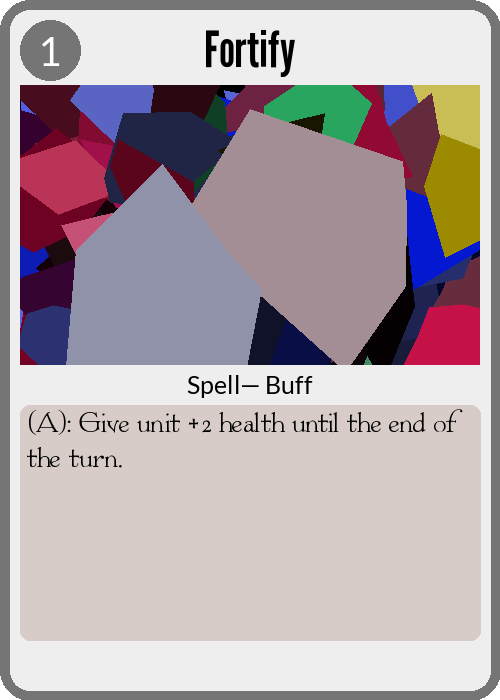 1
Fortify
Spell— Buff
(A): Give unit +2 health until the end of
the turn.